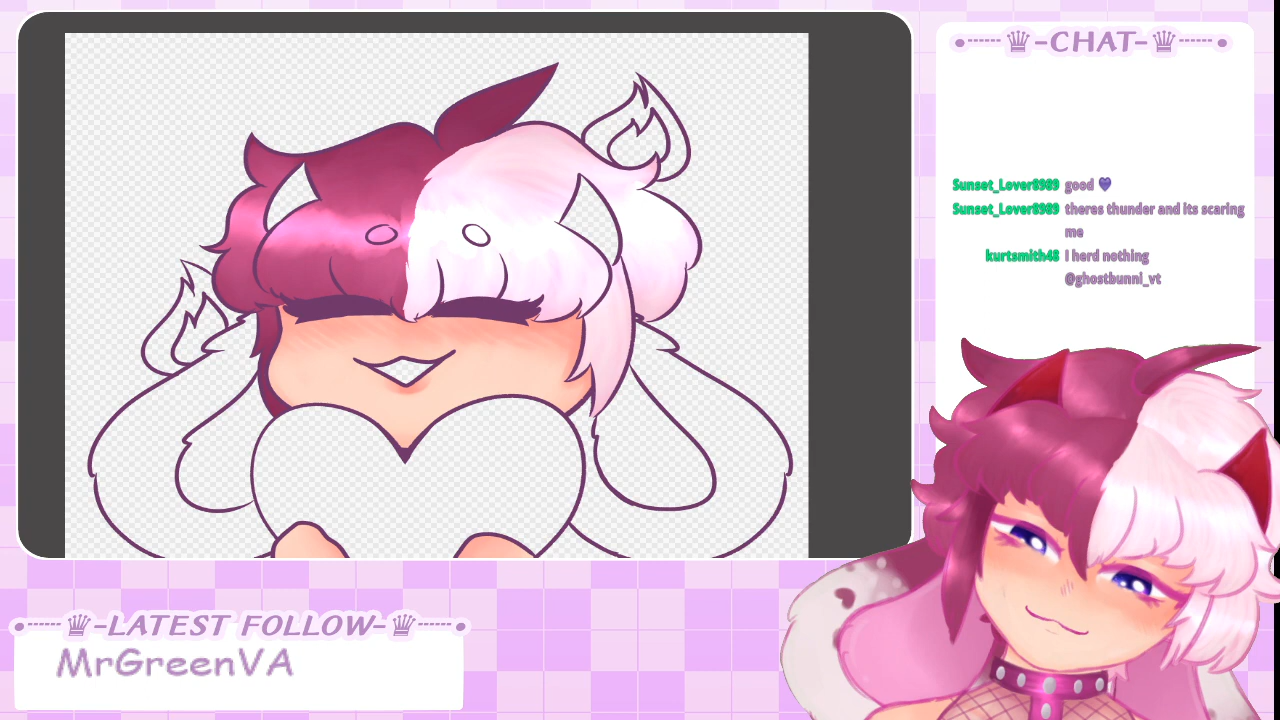 -CHAT-
Sunset_Lover8989 good 💜
Sunset_Lover8989 theres thunder and its scaring
me
kurtsmith48 I herd nothing
@ghostbunni_vt
-LATEST FOLLOW-
MrGreenVA